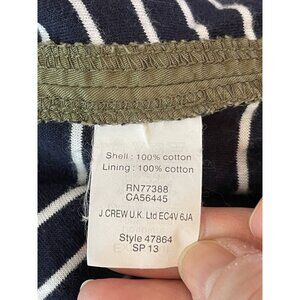 Shell : 100% cotton
Lining : 100% cotton
RN77388
CA56445
J.CREW U.K. Ltd EC4V 6JA
Style 47864
SP 13